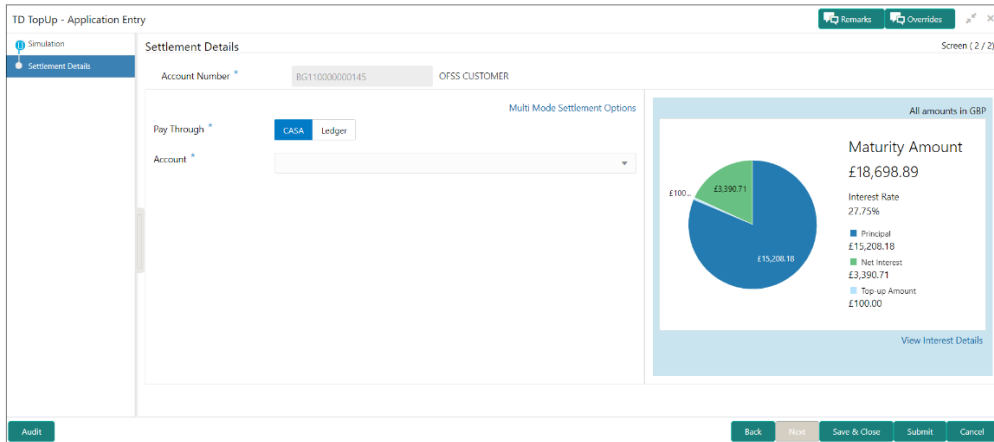 TD TopUp - Application Entry
Remarks
Overrides
Simulation
Settlement Details
Settlement Details
Screen ( 2 / 2)
Account Number *
BG110000000145
OFSS CUSTOMER
Multi Mode Settlement Options
Pay Through *
CASA
Ledger
Account *
All amounts in GBP
Maturity Amount
£18,698.89
Interest Rate
27.75%
Principal
£15,208.18
Net Interest
£3,390.71
Top-up Amount
£100.00
£100...
£3,390.71
£15,208.18
View Interest Details
Audit
Back
Next
Save & Close
Submit
Cancel